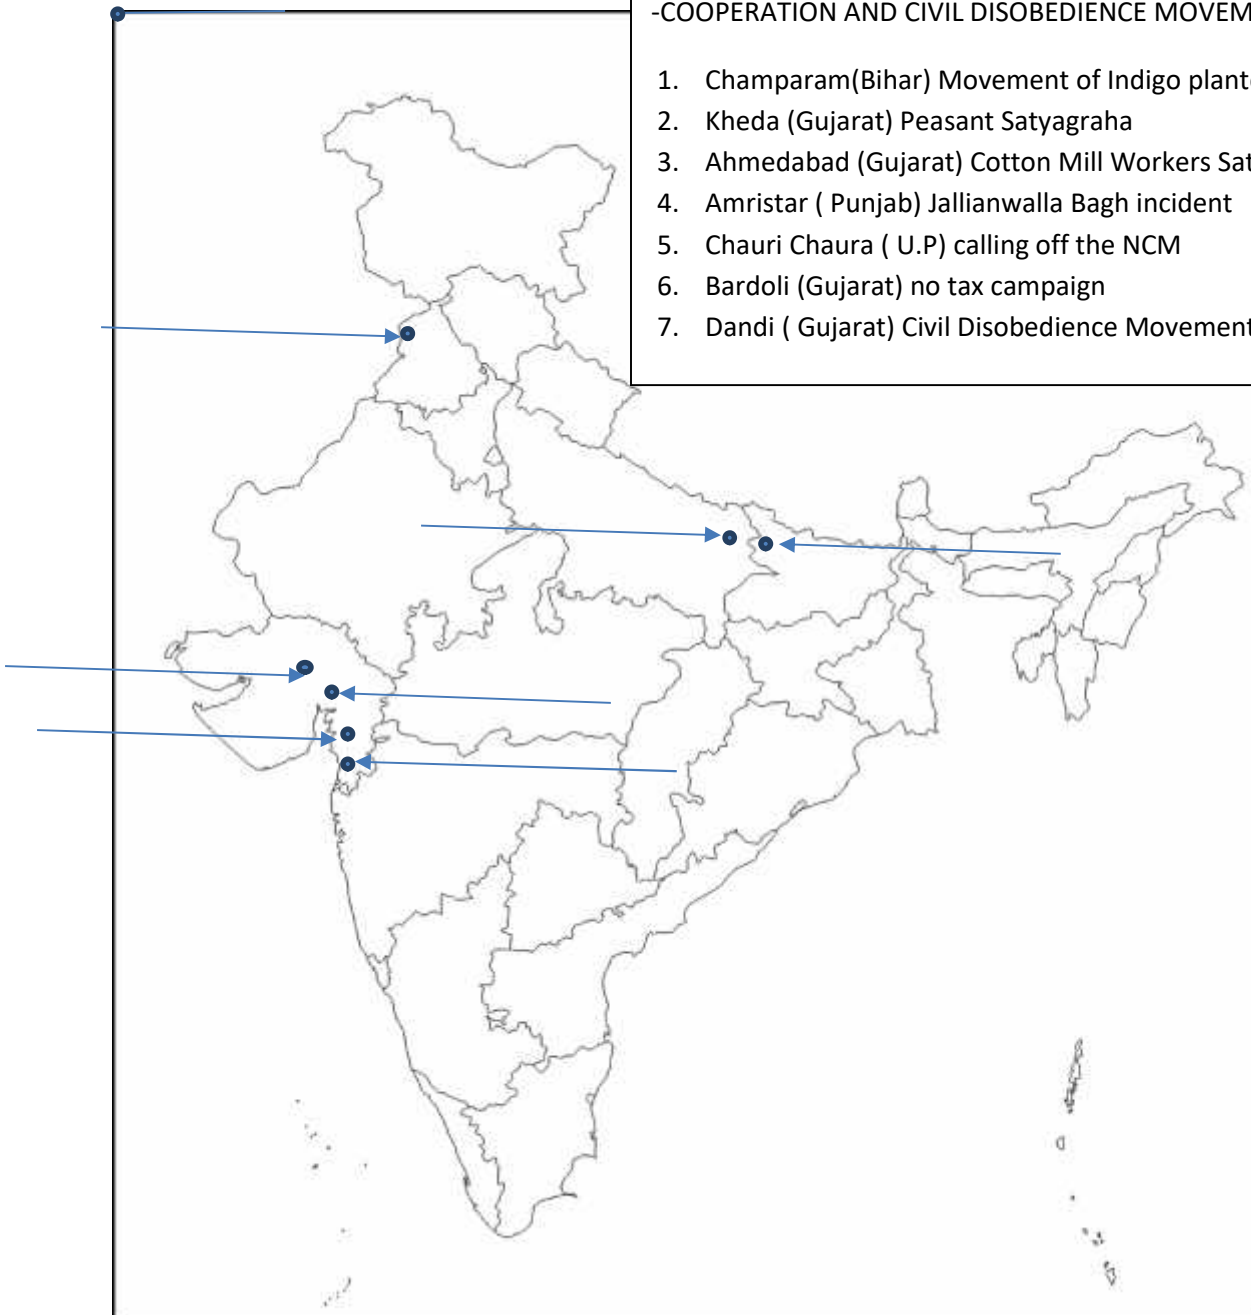 -COOPERATION AND CIVIL DISOBEDIENCE MOVEM
1. Champaram(Bihar) Movement of Indigo plant
2. Kheda (Gujarat) Peasant Satyagraha
3. Ahmedabad (Gujarat) Cotton Mill Workers Sat
4. Amristar ( Punjab) Jallianwalla Bagh incident
5. Chauri Chaura ( U.P) calling off the NCM
6. Bardoli (Gujarat) no tax campaign
7. Dandi ( Gujarat) Civil Disobedience Movement